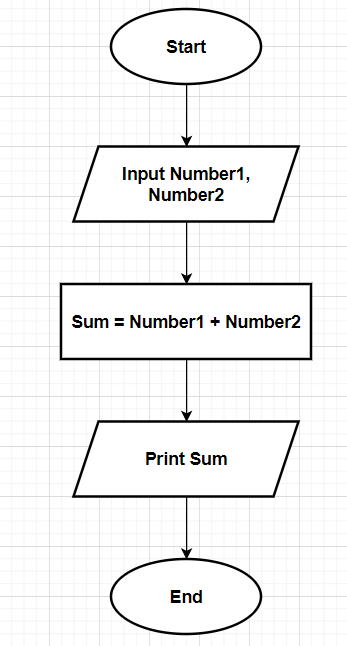 Start
Input Number1,
Number2
Sum = Number1 + Number2
Print Sum
End